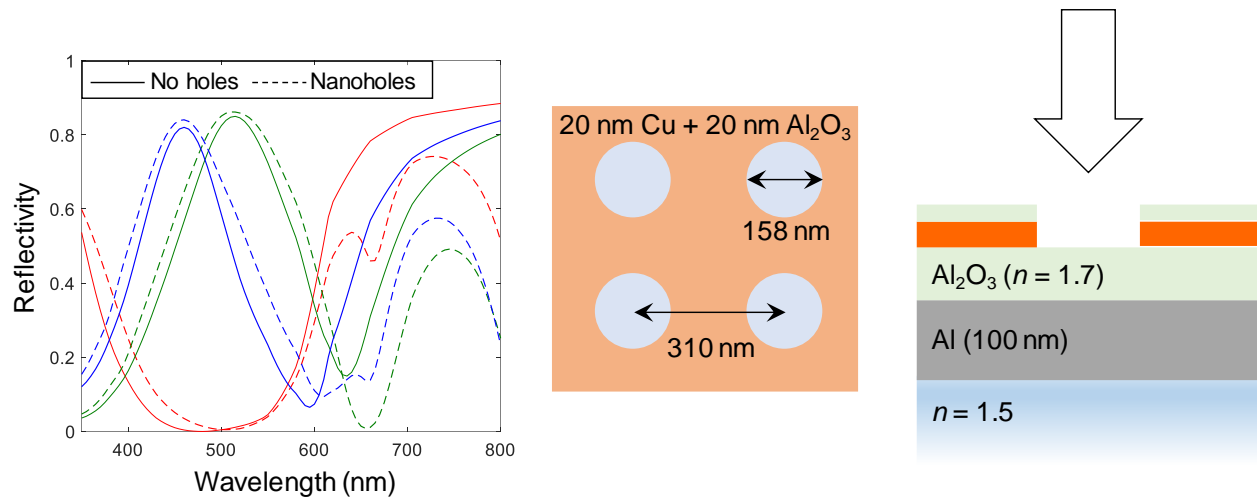 No holes
Nanoholes
1
0.8
0.6
0.4
0.2
0
400
500
600
700
800
Reflectivity
Wavelength (nm)
20 nm Cu + 20 nm Al₂O₃
158 nm
310 nm
Al₂O₃ (n = 1.7)
Al (100 nm)
n = 1.5